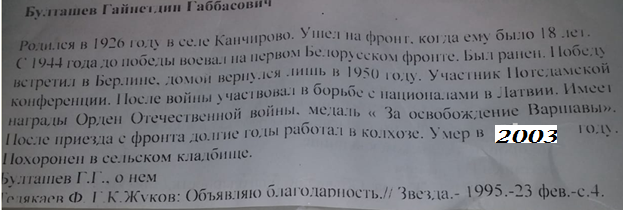 Булташев Гайнетдин Габбасович
Родился в 1926 году в селе Канчирово. Ушел на фронт, когда ему было 18 лет.
С 1944 года до победы воевал на первом Белорусском фронте. Был ранен. Победу
встретил в Берлине, домой вернулся лишь в 1950 году. Участник Потсдамской
конференции. После войны участвовал в борьбе с националами в Латвии. Имеет
награды Орден Отечественной войны, медаль « За освобождение Варшавы».
После приезда с фронта долгие годы работал в колхозе. Умер в 2003 году.
Похоронен в сельском кладбище.
Булташев Г.Г., о нем
Ф. Г.К.Жуков: Объявляю благодарность.// Звезда.- 1995.-23 фев.-с.4.